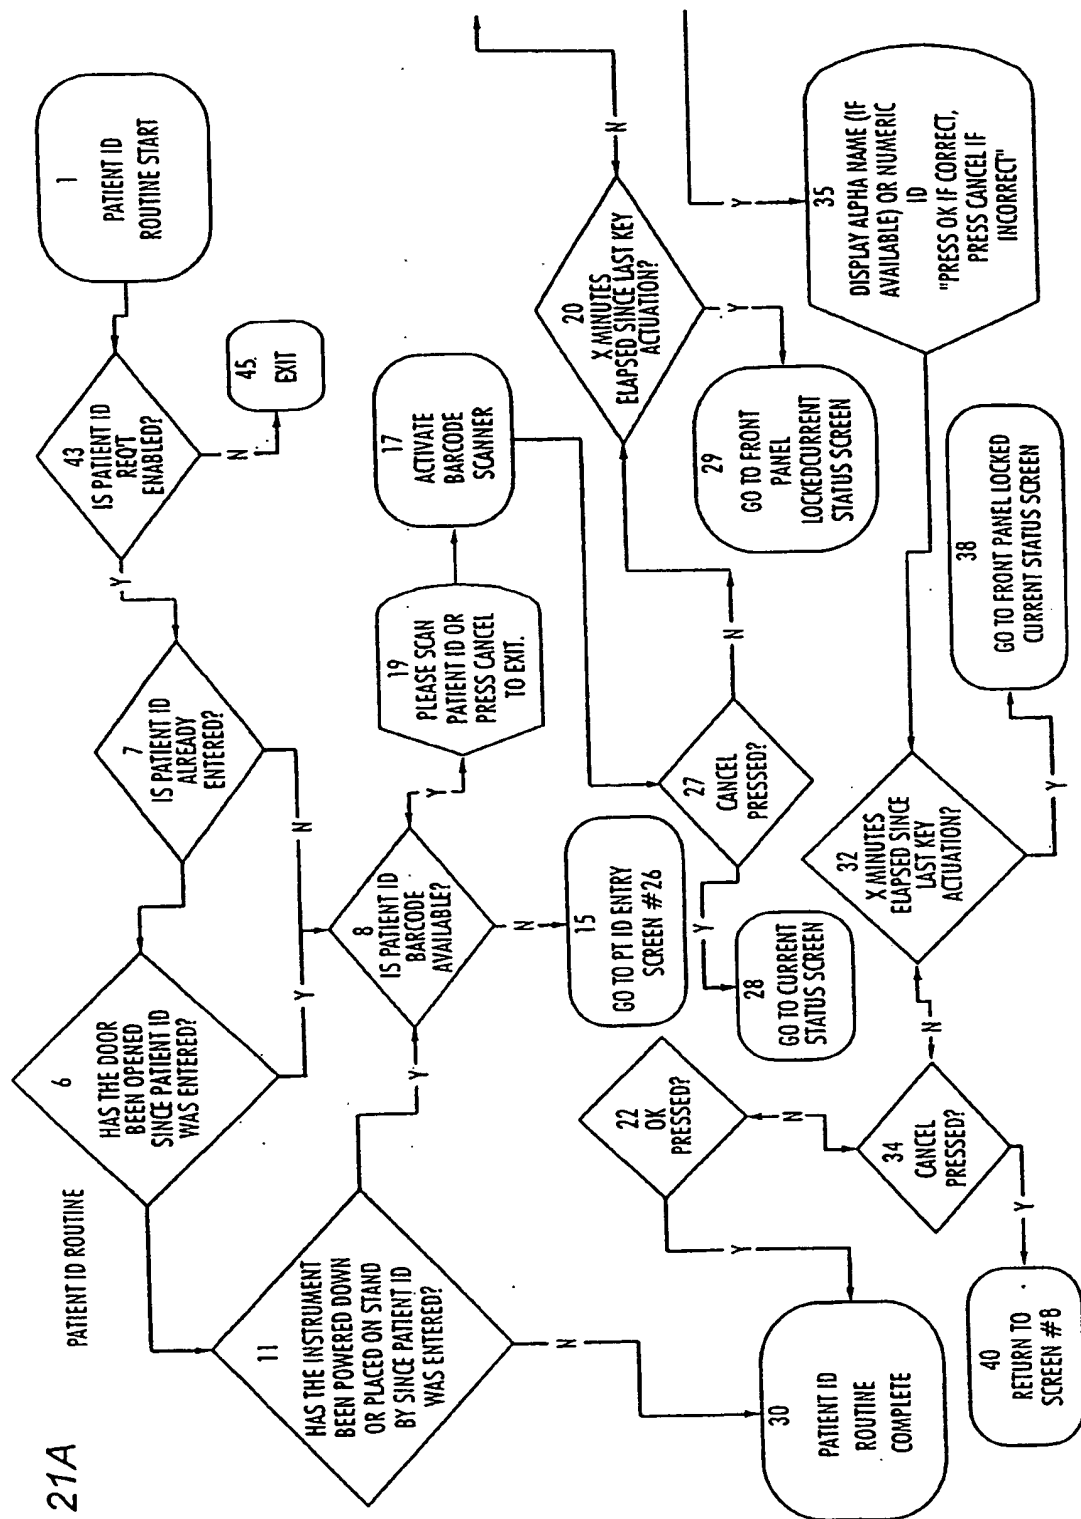 21A
PATIENT ID ROUTINE
1
PATIENT ID
ROUTINE START
43
IS PATIENT ID
REQ'T
ENABLED?
N
45.
EXIT
Y
7
IS PATIENT ID
ALREADY
ENTERED?
N
6
HAS THE DOOR
BEEN OPENED
SINCE PATIENT ID
WAS ENTERED?
Y
11
HAS THE INSTRUMENT
BEEN POWERED DOWN
OR PLACED ON STAND
BY SINCE PATIENT ID
WAS ENTERED?
Y
N
8
IS PATIENT ID
BARCODE
AVAILABLE?
Y
N
19
PLEASE SCAN
PATIENT ID OR
PRESS CANCEL
TO EXIT.
17
ACTIVATE
BARCODE
SCANNER
15
GO TO PT ID ENTRY
SCREEN #26
27
CANCEL
PRESSED?
Y
N
28
GO TO CURRENT
STATUS SCREEN
20
X MINUTES
ELAPSED SINCE LAST KEY
ACTUATION?
N
Y
29
GO TO FRONT
PANEL
LOCKEDCURRENT
STATUS SCREEN
Y
35
DISPLAY ALPHA NAME (IF
AVAILABLE) OR NUMERIC
ID
"PRESS OK IF CORRECT,
PRESS CANCEL IF
INCORRECT"
32
X MINUTES
ELAPSED SINCE
LAST KEY
ACTUATION?
Y
N
38
GO TO FRONT PANEL LOCKED
CURRENT STATUS SCREEN
34
CANCEL
PRESSED?
N
Y
22
OK
PRESSED?
Y
30
PATIENT ID
ROUTINE
COMPLETE
40
RETURN TO
SCREEN #8